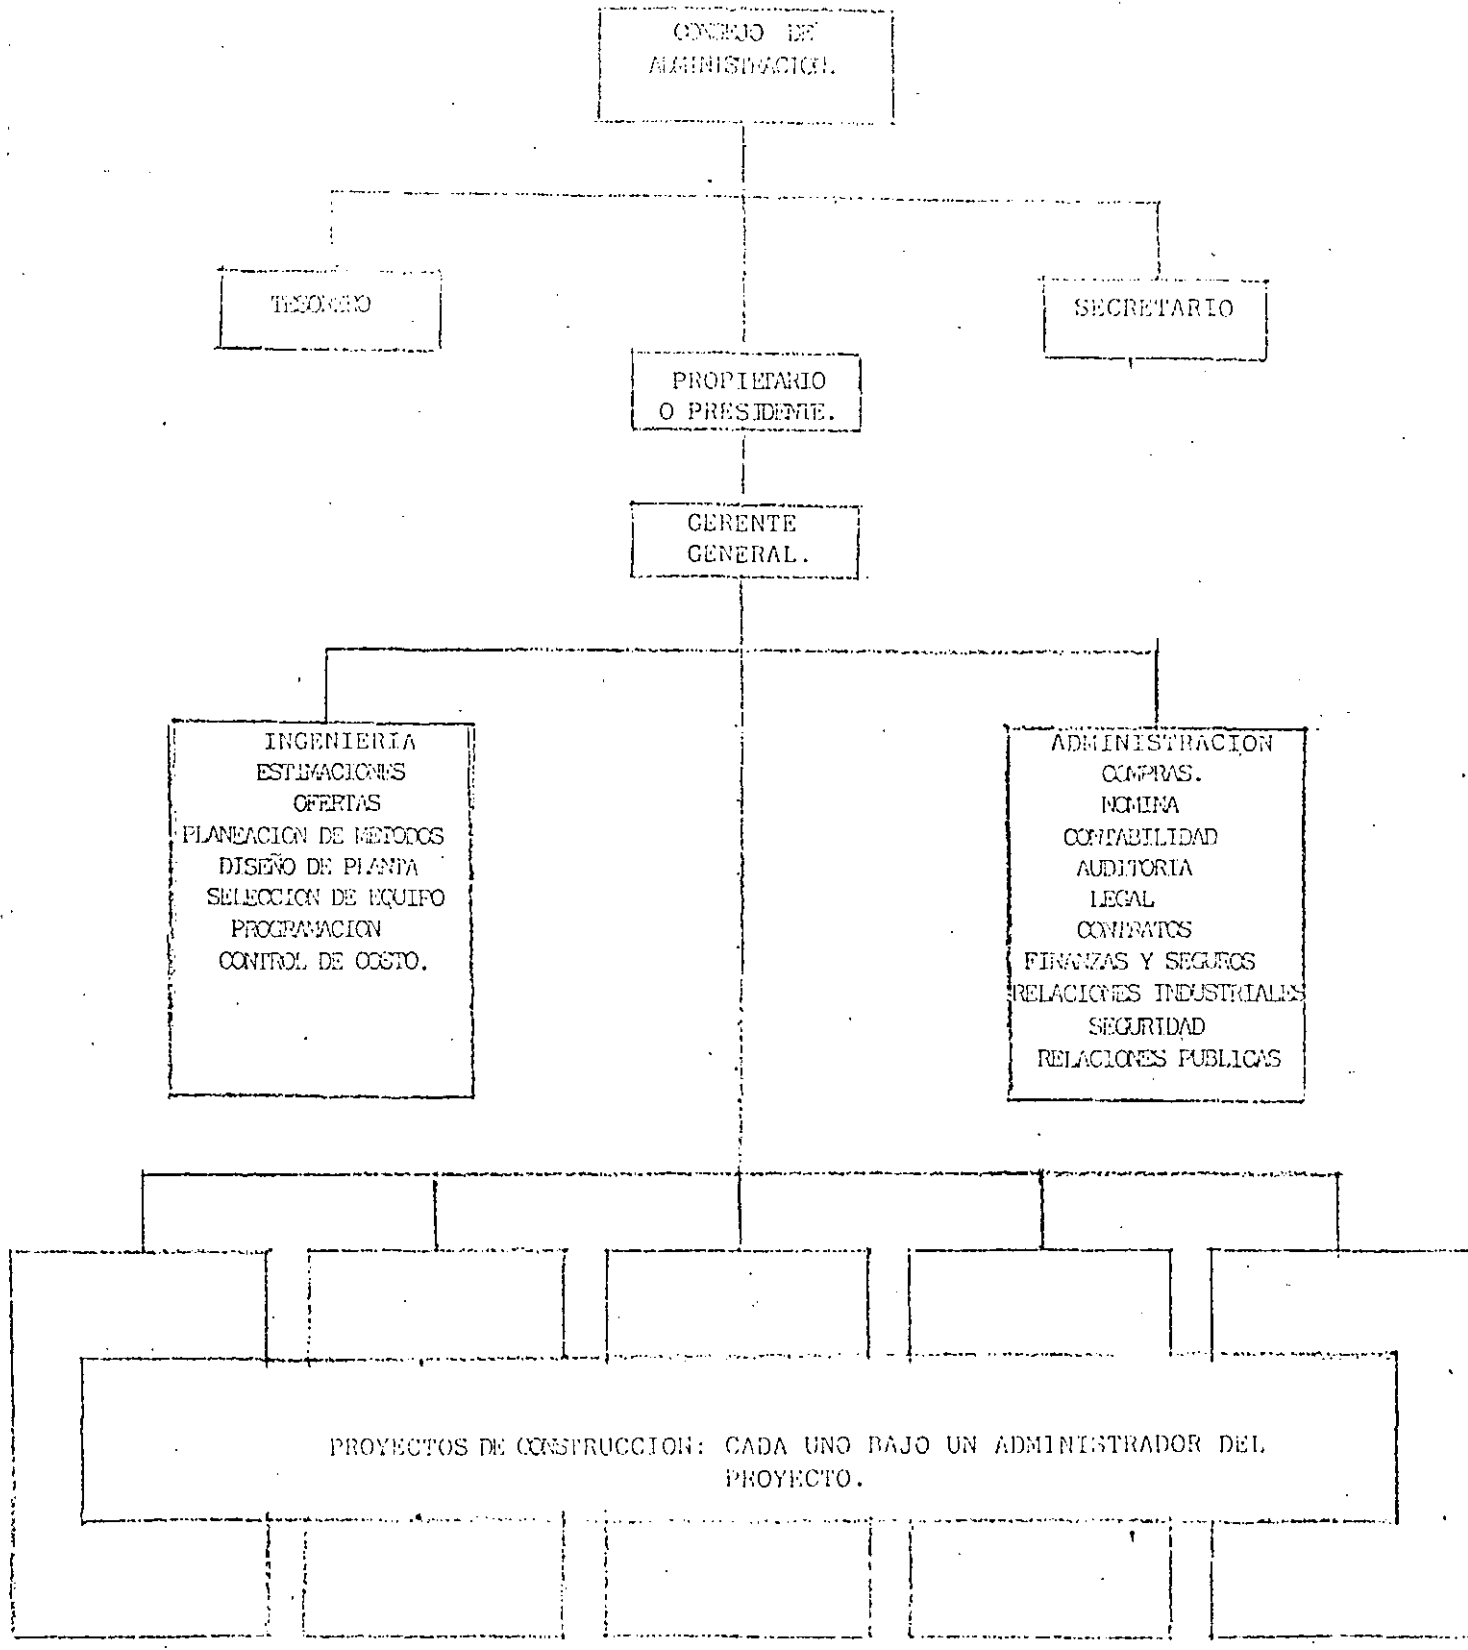 CONSEJO DE
ADMINISTRACION.
TESORERO
SECRETARIO
PROPIETARIO
O PRESIDENTE.
GERENTE
GENERAL.
INGENIERIA
ESTIMACIONES
OFERTAS
PLANEACION DE METODOS
DISEÑO DE PLANTA
SELECCION DE EQUIPO
PROGRAMACION
CONTROL DE COSTO.
ADMINISTRACION
COMPRAS.
NOMINA
CONTABILIDAD
AUDITORIA
LEGAL
CONTRATOS
FINANZAS Y SEGUROS
RELACIONES INDUSTRIALES
SEGURIDAD
RELACIONES PUBLICAS
PROYECTOS DE CONSTRUCCION: CADA UNO BAJO UN ADMINISTRADOR DEL
PROYECTO.